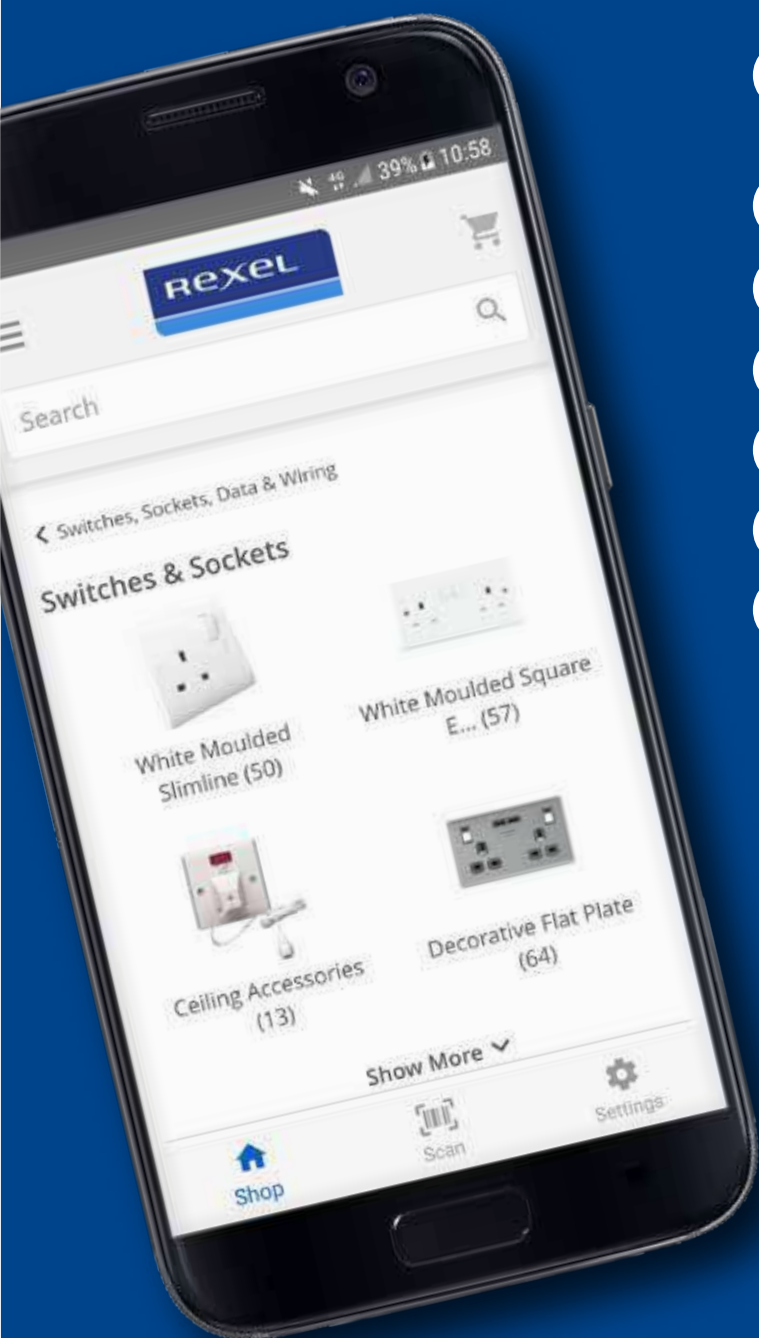 4G 39% 10:58
Rexel
Search
Switches, Sockets, Data & Wiring
Switches & Sockets
White Moulded
Slimline (50)
White Moulded Square
E... (57)
Ceiling Accessories
(13)
Decorative Flat Plate
(64)
Show More
Shop
Scan
Settings